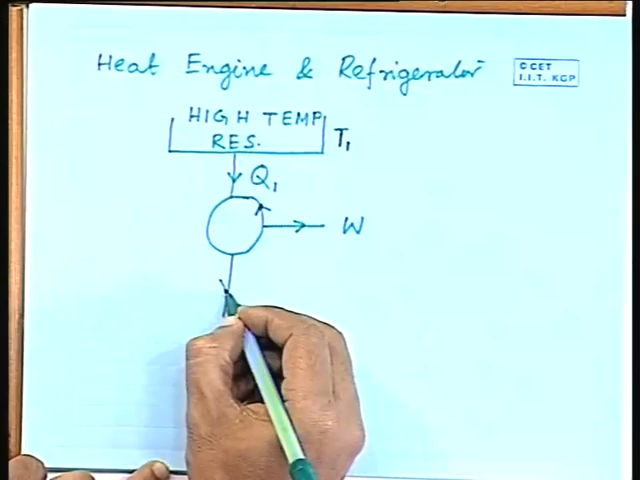 Heat Engine & Refrigerator
CCET
I.I.T. KGP
HIGH TEMP
RES.
T1
Q1
W